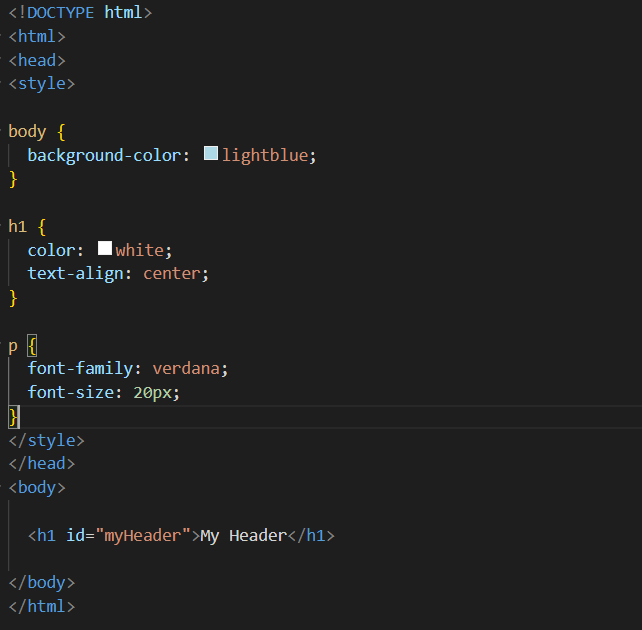 <!DOCTYPE html>
<html>
<head>
<style>
body {
background-color: lightblue;
}
h1 {
color: white;
text-align: center;
}
p {
font-family: verdana;
font-size: 20px;
}
</style>
</head>
<body>
<h1 id="myHeader">My Header</h1>
</body>
</html>